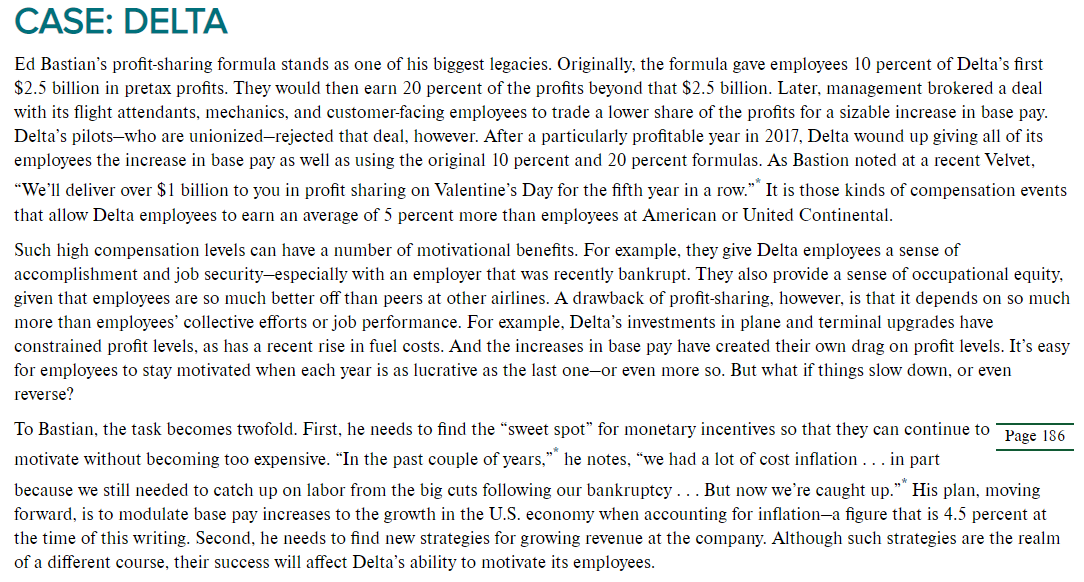 CASE: DELTA
Ed Bastian’s profit-sharing formula stands as one of his biggest legacies. Originally, the formula gave employees 10 percent of Delta’s first
$2.5 billion in pretax profits. They would then earn 20 percent of the profits beyond that $2.5 billion. Later, management brokered a deal
with its flight attendants, mechanics, and customer-facing employees to trade a lower share of the profits for a sizable increase in base pay.
Delta’s pilots—who are unionized—rejected that deal, however. After a particularly profitable year in 2017, Delta wound up giving all of its
employees the increase in base pay as well as using the original 10 percent and 20 percent formulas. As Bastion noted at a recent Velvet,
“We’ll deliver over $1 billion to you in profit sharing on Valentine’s Day for the fifth year in a row.”* It is those kinds of compensation events
that allow Delta employees to earn an average of 5 percent more than employees at American or United Continental.
Such high compensation levels can have a number of motivational benefits. For example, they give Delta employees a sense of
accomplishment and job security—especially with an employer that was recently bankrupt. They also provide a sense of occupational equity,
given that employees are so much better off than peers at other airlines. A drawback of profit-sharing, however, is that it depends on so much
more than employees’ collective efforts or job performance. For example, Delta’s investments in plane and terminal upgrades have
constrained profit levels, as has a recent rise in fuel costs. And the increases in base pay have created their own drag on profit levels. It’s easy
for employees to stay motivated when each year is as lucrative as the last one—or even more so. But what if things slow down, or even
reverse?
To Bastian, the task becomes twofold. First, he needs to find the “sweet spot” for monetary incentives so that they can continue to
Page 186
motivate without becoming too expensive. “In the past couple of years,”* he notes, “we had a lot of cost inflation . . . in part
because we still needed to catch up on labor from the big cuts following our bankruptcy . . . But now we’re caught up.”* His plan, moving
forward, is to modulate base pay increases to the growth in the U.S. economy when accounting for inflation—a figure that is 4.5 percent at
the time of this writing. Second, he needs to find new strategies for growing revenue at the company. Although such strategies are the realm
of a different course, their success will affect Delta’s ability to motivate its employees.